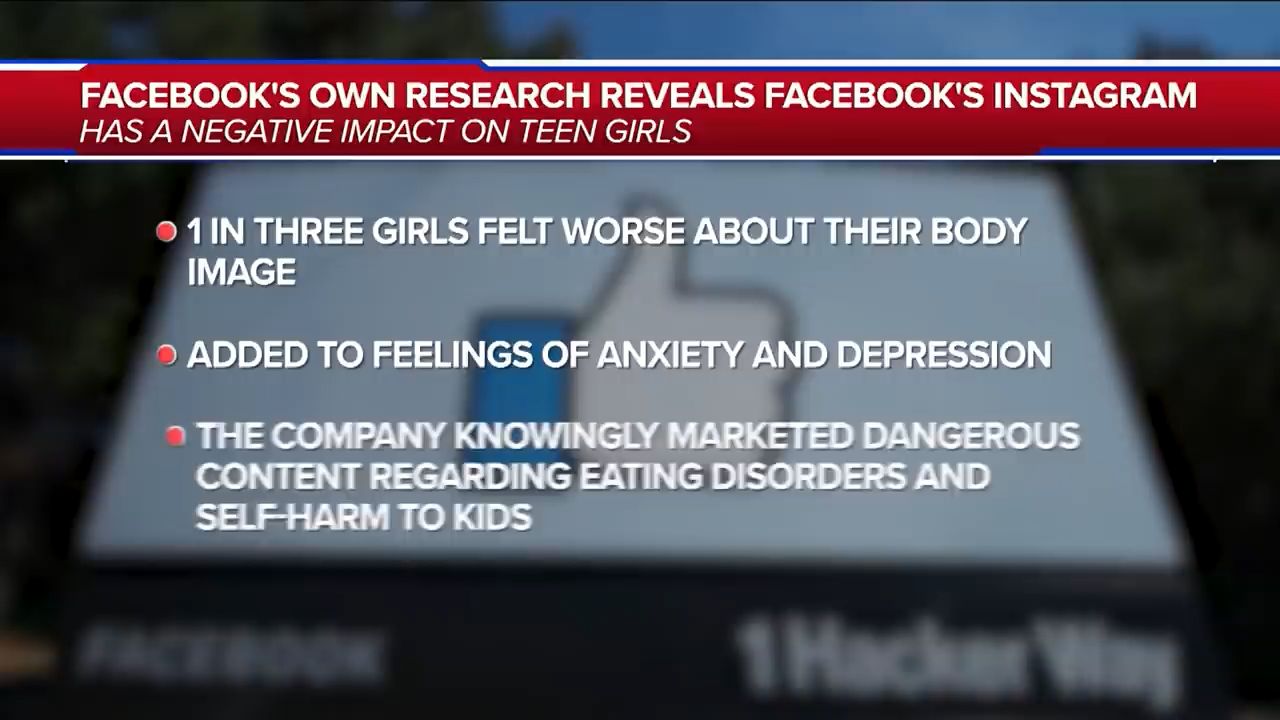 FACEBOOK'S OWN RESEARCH REVEALS FACEBOOK'S INSTAGRAM
HAS A NEGATIVE IMPACT ON TEEN GIRLS
1 IN THREE GIRLS FELT WORSE ABOUT THEIR BODY
IMAGE
ADDED TO FEELINGS OF ANXIETY AND DEPRESSION
THE COMPANY KNOWINGLY MARKETED DANGEROUS
CONTENT REGARDING EATING DISORDERS AND
SELF-HARM TO KIDS
FACEBOOK
1 Hacker Way